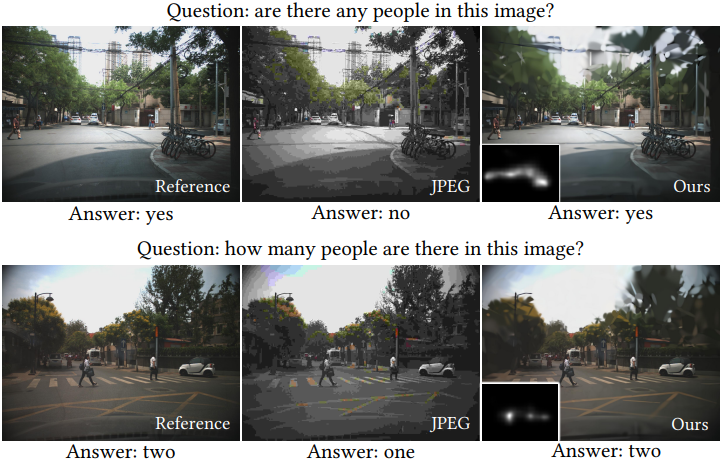 Question: are there any people in this image?
Reference
JPEG
Ours
Answer: yes
Answer: no
Answer: yes
Question: how many people are there in this image?
Reference
JPEG
Ours
Answer: two
Answer: one
Answer: two